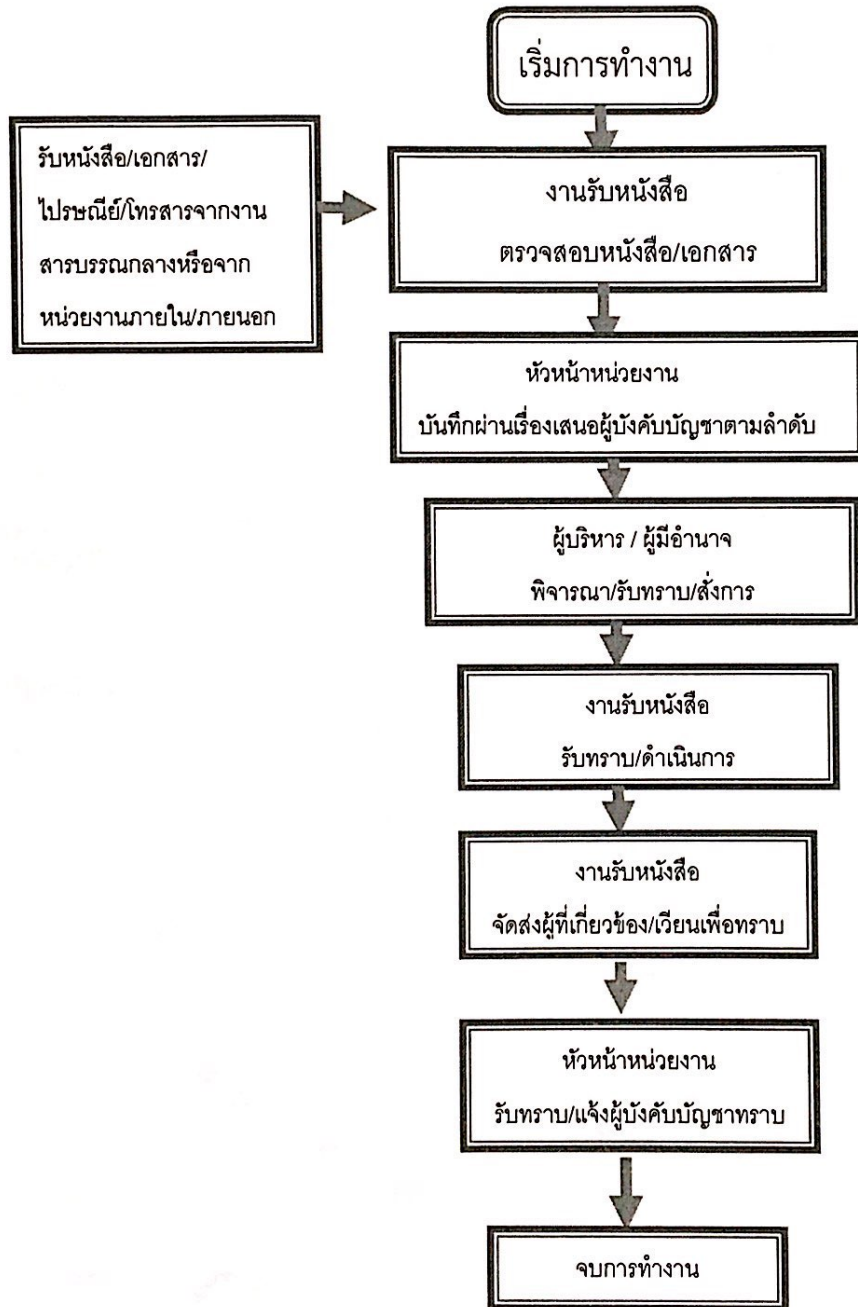 เริ่มการทำงาน
รับหนังสือ/เอกสาร/
ไปรษณีย์/โทรสารจากงาน
สารบรรณกลางหรือจาก
หน่วยงานภายใน/ภายนอก
งานรับหนังสือ
ตรวจสอบหนังสือ/เอกสาร
หัวหน้าหน่วยงาน
บันทึกผ่านเรื่องเสนอผู้บังคับบัญชาตามลำดับ
ผู้บริหาร / ผู้มีอำนาจ
พิจารณา/รับทราบ/สั่งการ
งานรับหนังสือ
รับทราบ/ดำเนินการ
งานรับหนังสือ
จัดส่งผู้ที่เกี่ยวข้อง/เวียนเพื่อทราบ
หัวหน้าหน่วยงาน
รับทราบ/แจ้งผู้บังคับบัญชาทราบ
จบการทำงาน